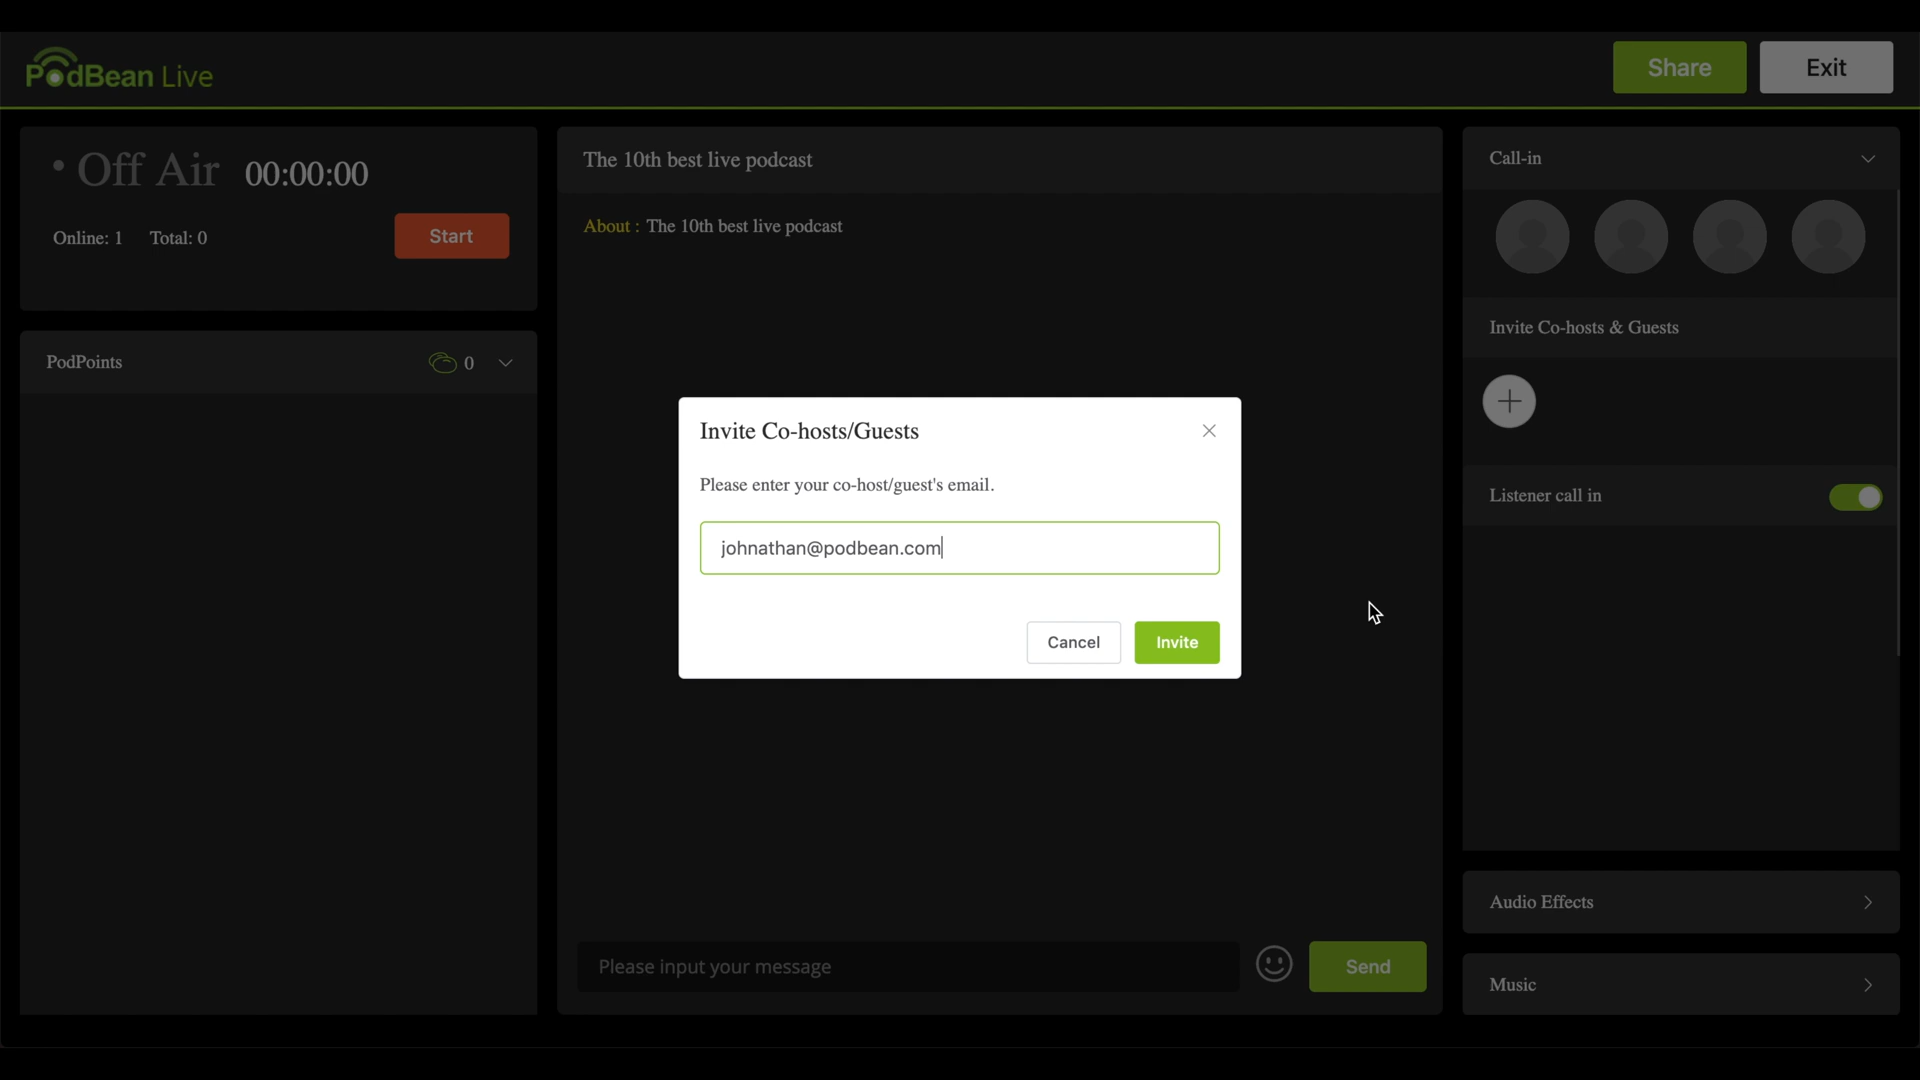 PodBean Live
Share
Exit
• Off Air 00:00:00
Online: 1 Total: 0
Start
PodPoints
0
The 10th best live podcast
About : The 10th best live podcast
Invite Co-hosts/Guests
Please enter your co-host/guest's email.
johnathan@podbean.com
Cancel
Invite
Please input your message
Send
Call-in
Invite Co-hosts & Guests
Listener call in
Audio Effects
Music